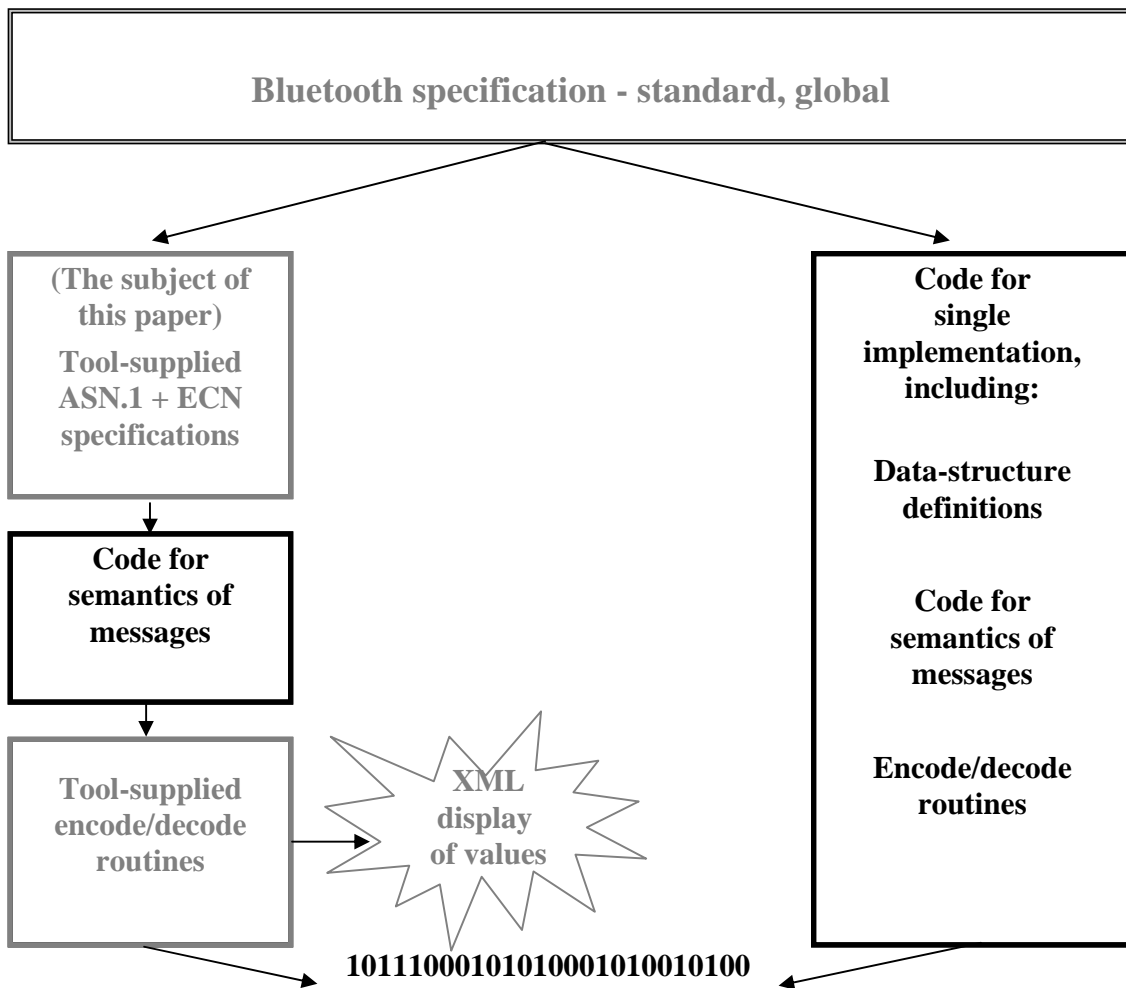 Bluetooth specification - standard, global
(The subject of
this paper)
Tool-supplied
ASN.1 + ECN
specifications
Code for
semantics of
messages
Tool-supplied
encode/decode
routines
XML
display
of values
Code for
single
implementation,
including:
Data-structure
definitions
Code for
semantics of
messages
Encode/decode
routines
1011100010101000101001010​0